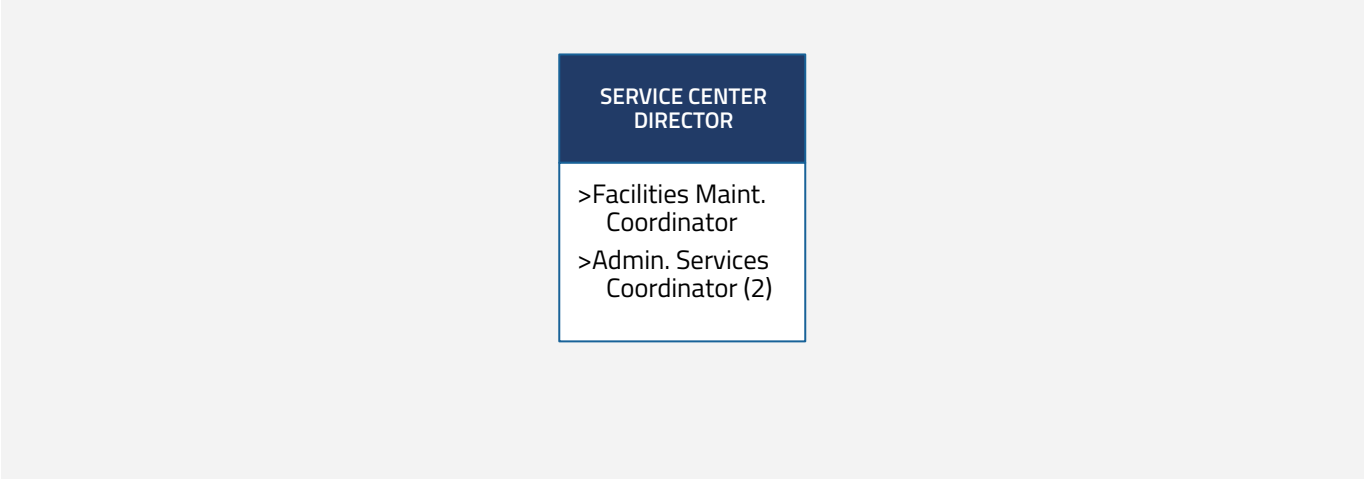 SERVICE CENTER
DIRECTOR
>Facilities Maint.
Coordinator
>Admin. Services
Coordinator (2)